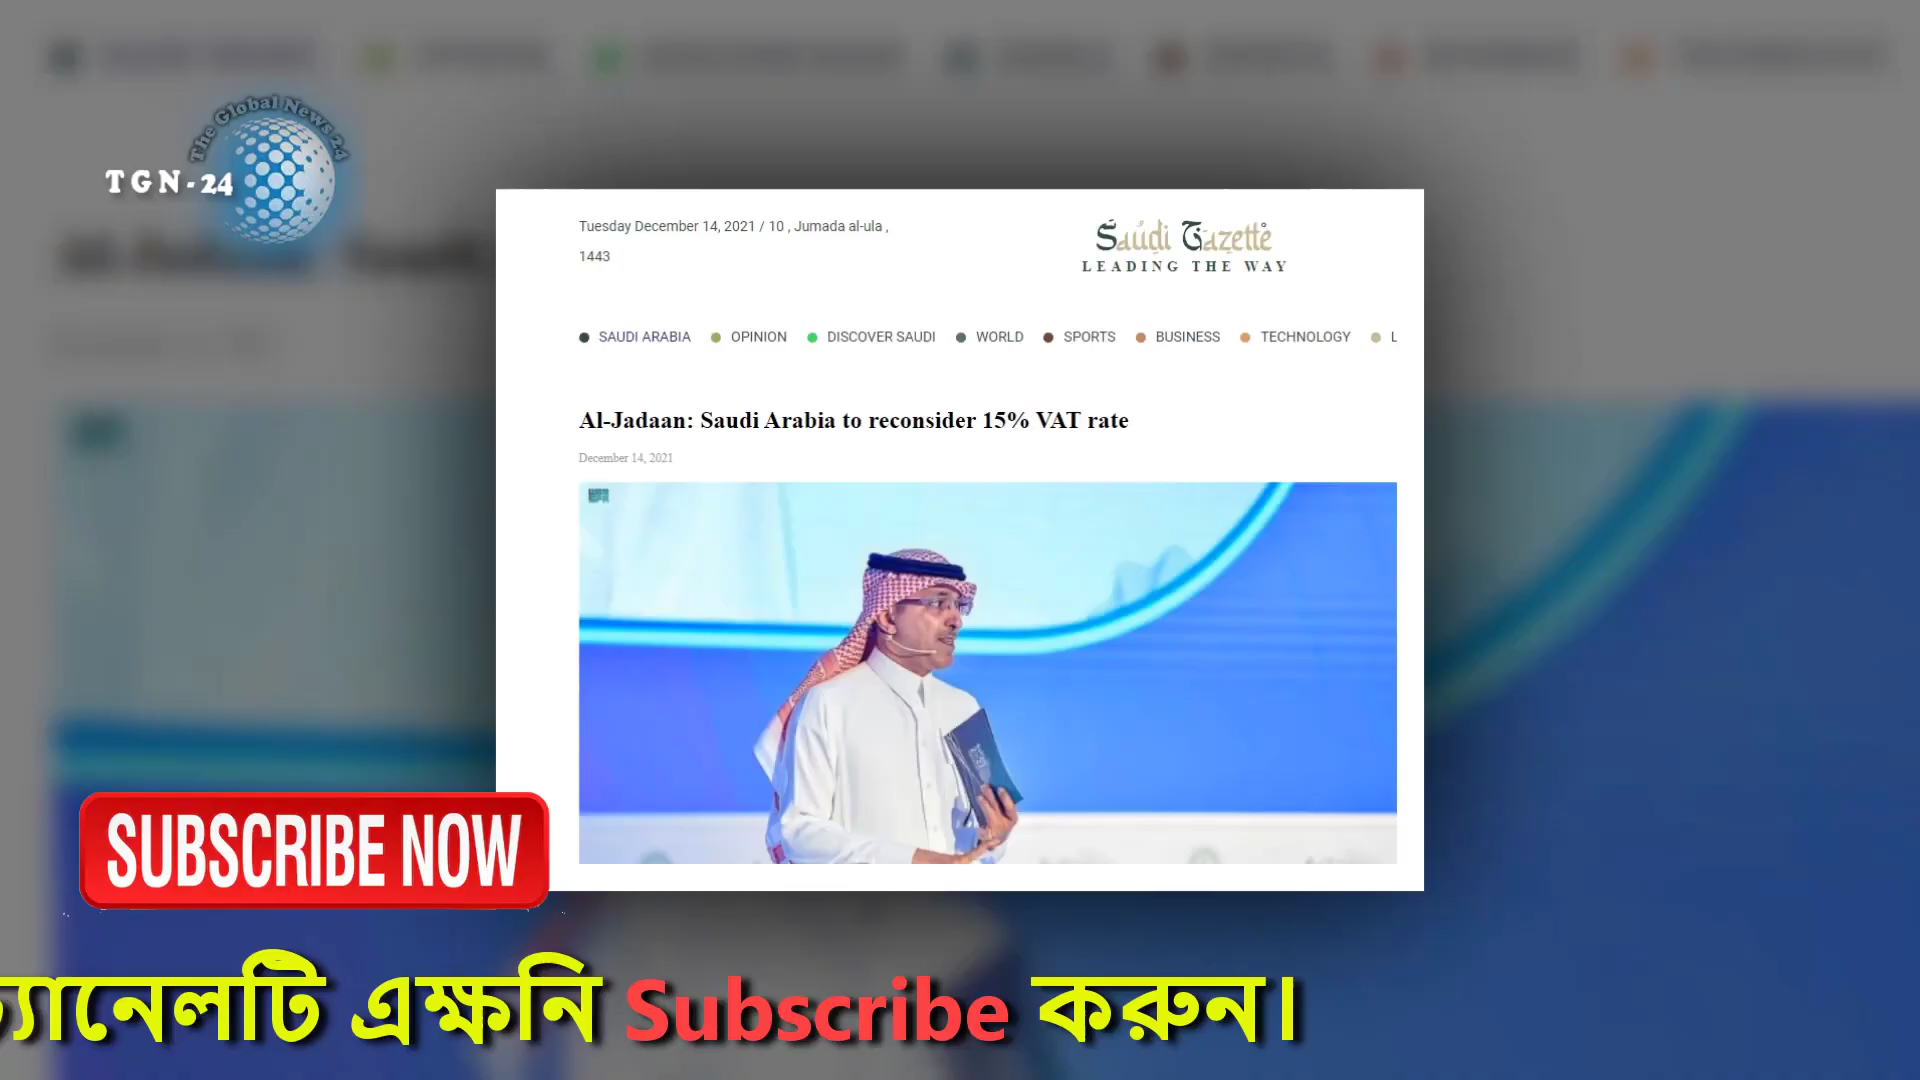 The Global News 24
TGN-24
Tuesday December 14, 2021 / 10 , Jumada al-ula ,
1443
Saudi Gazette
LEADING THE WAY
SAUDI ARABIA OPINION DISCOVER SAUDI WORLD SPORTS BUSINESS TECHNOLOGY L
Al-Jadaan: Saudi Arabia to reconsider 15% VAT rate
December 14, 2021
SUBSCRIBE NOW
চ্যানেলটি এক্ষনি Subscribe করুন।